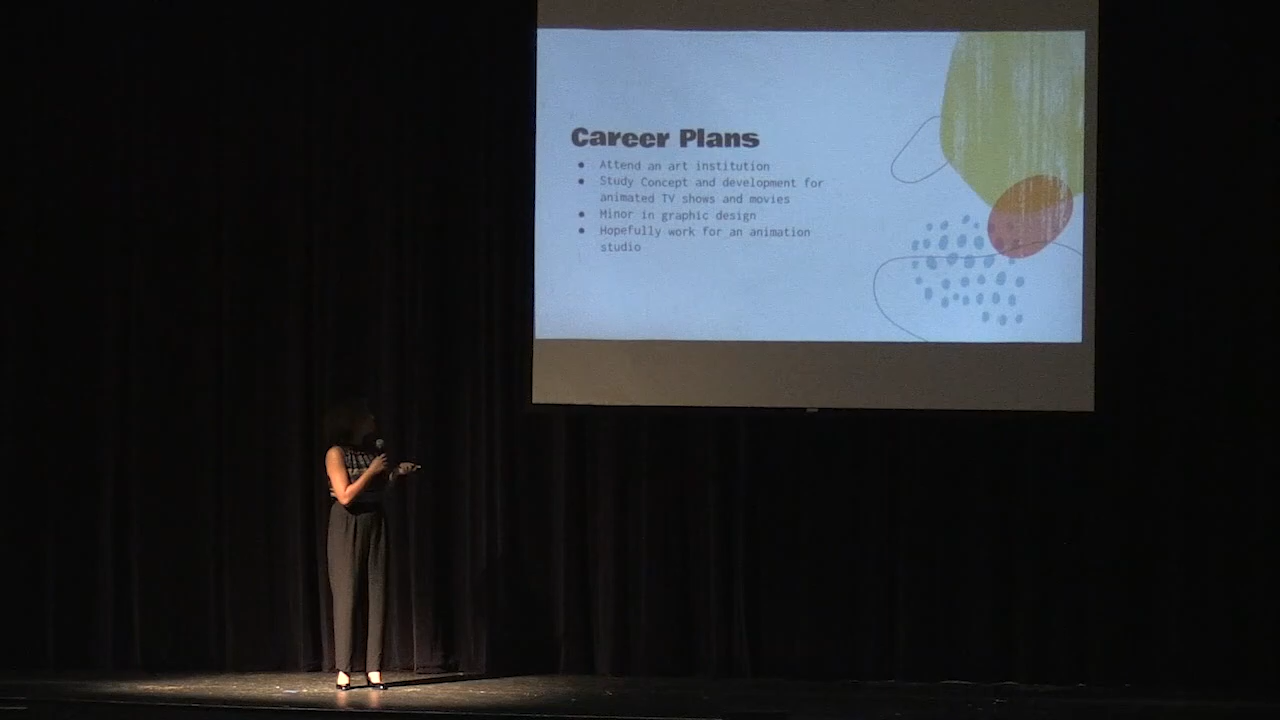 Career Plans
● Attend an art institution
● Study Concept and development for
animated TV shows and movies
● Minor in graphic design
● Hopefully work for an animation
studio